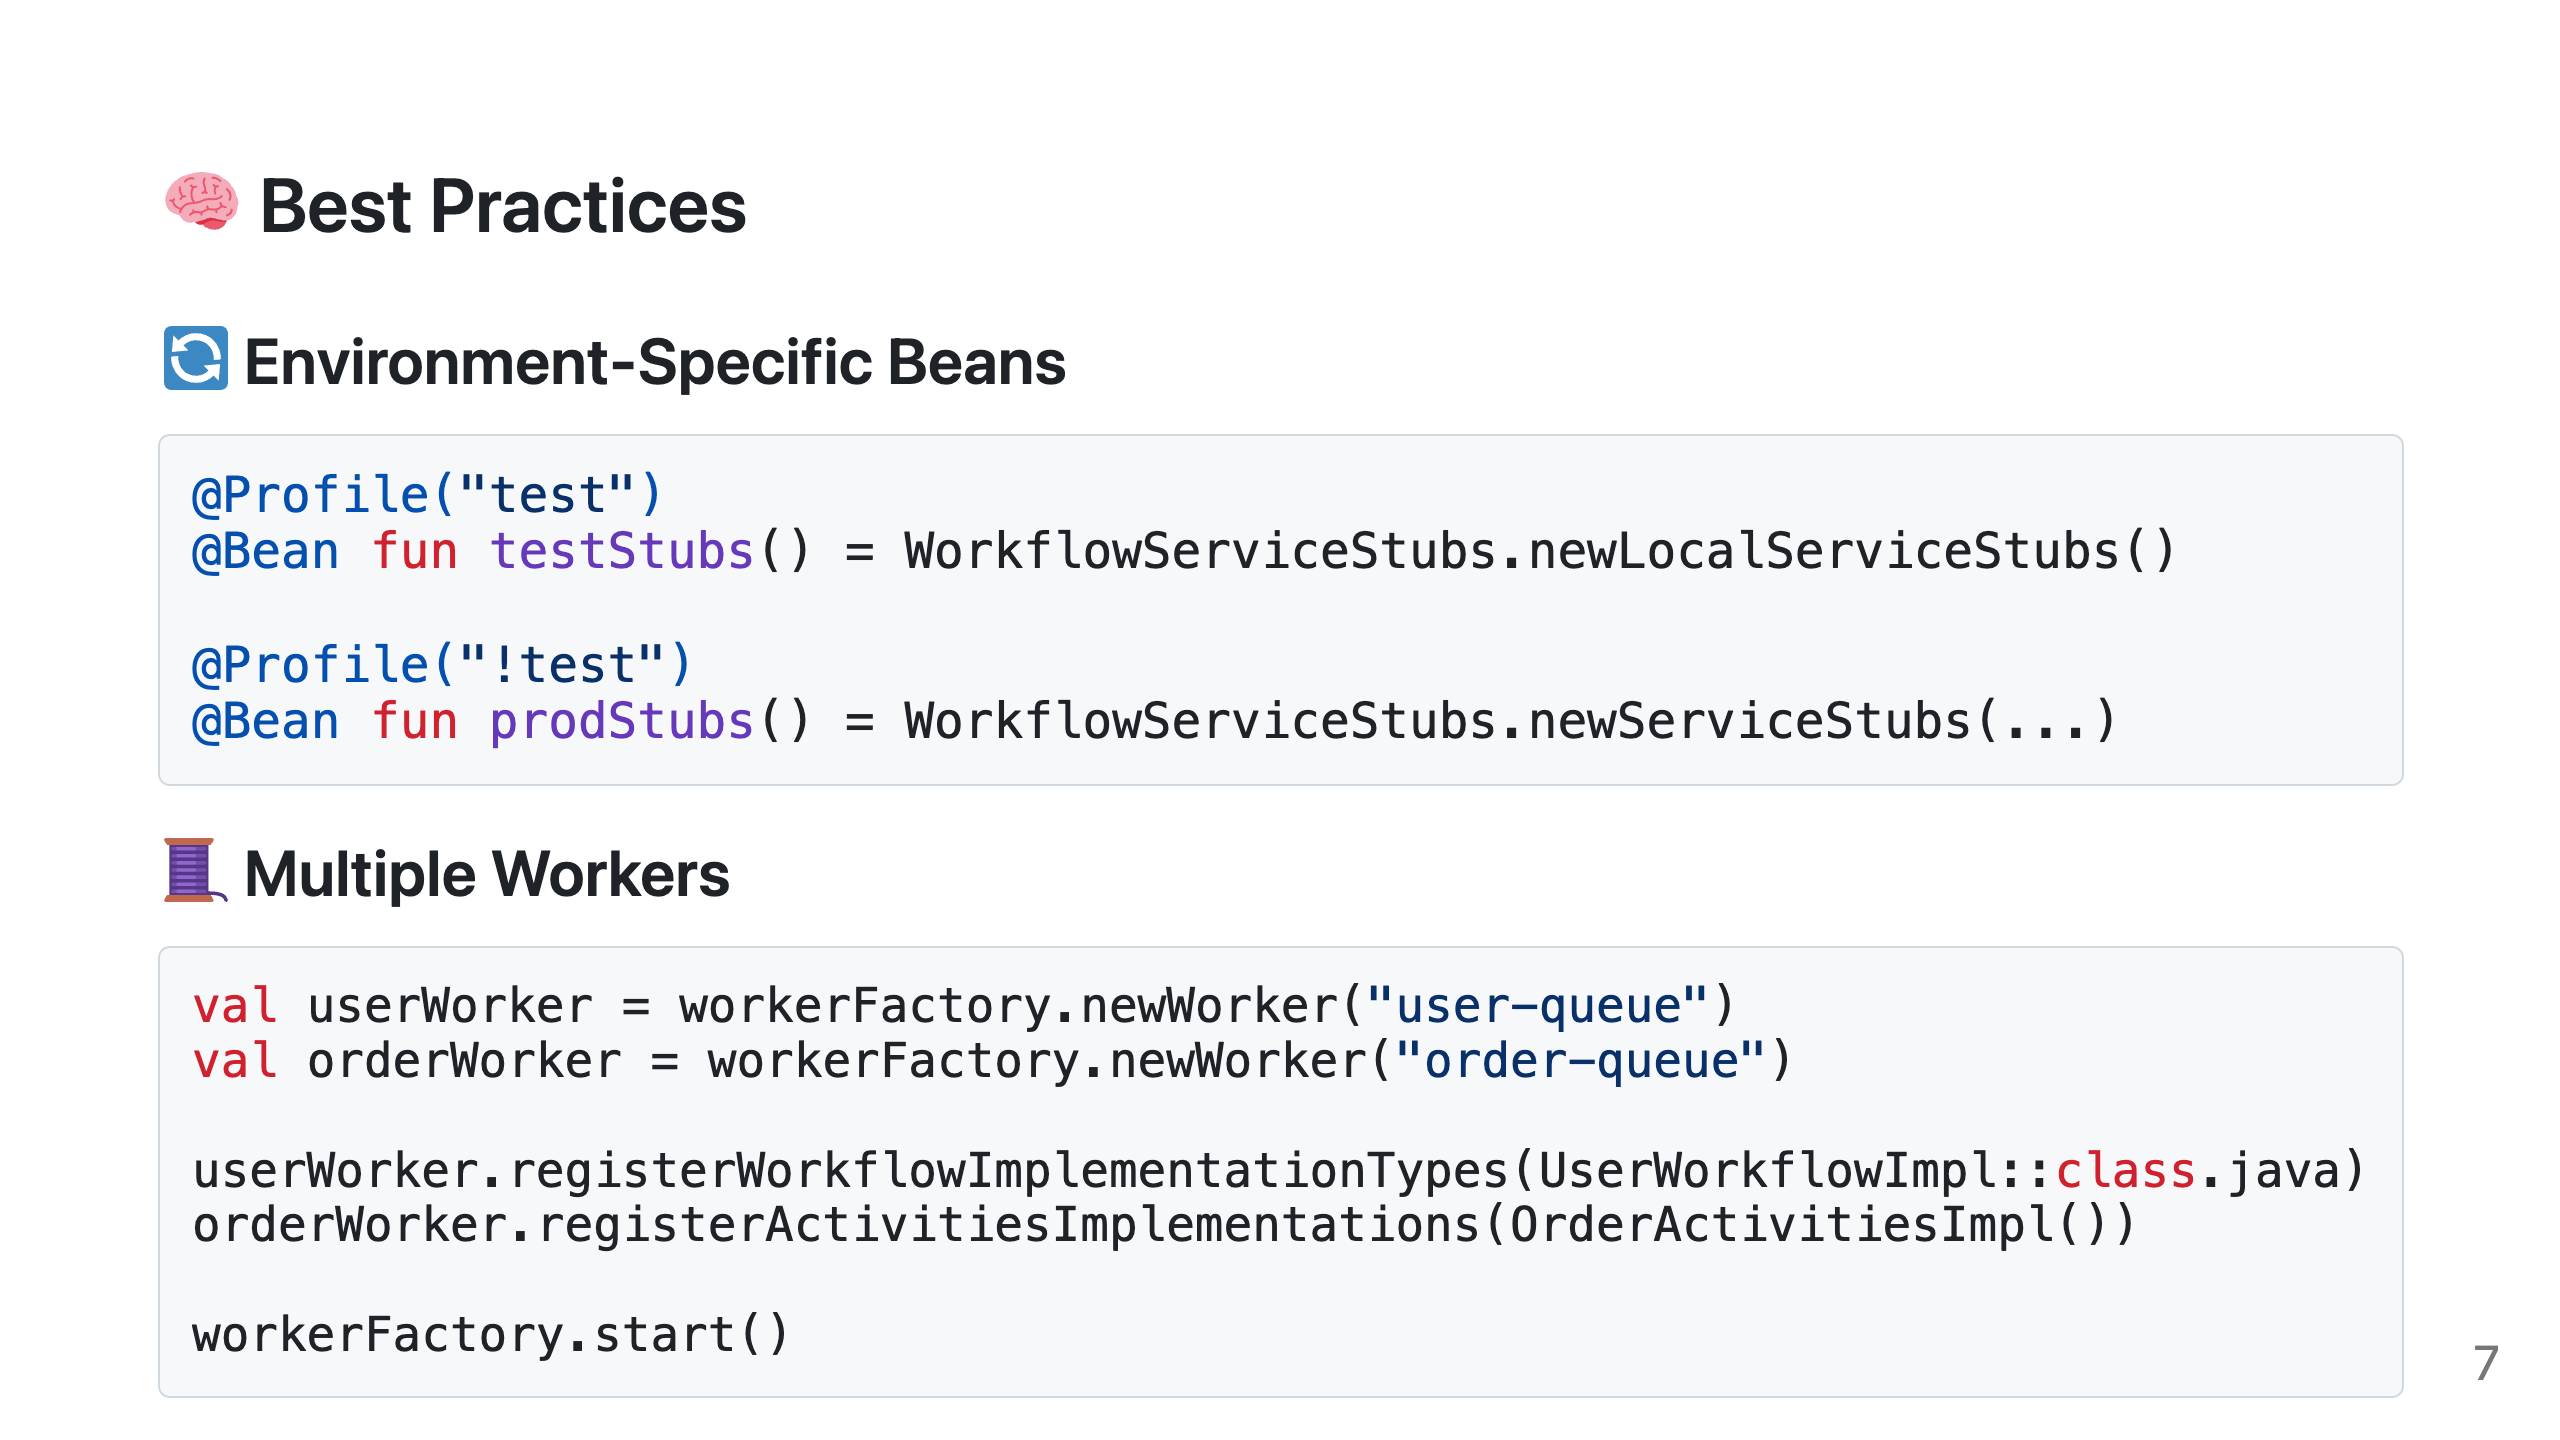 🧠 Best Practices
🔄 Environment-Specific Beans
@Profile("test")
@Bean fun testStubs() = WorkflowServiceStubs.newLocalServiceStubs()
@Profile("!test")
@Bean fun prodStubs() = WorkflowServiceStubs.newServiceStubs(...)
🧵 Multiple Workers
val userWorker = workerFactory.newWorker("user-queue")
val orderWorker = workerFactory.newWorker("order-queue")
userWorker.registerWorkflowImplementationTypes(UserWorkflowImpl::class.java)
orderWorker.registerActivitiesImplementations(OrderActivitiesImpl())
workerFactory.start()
7